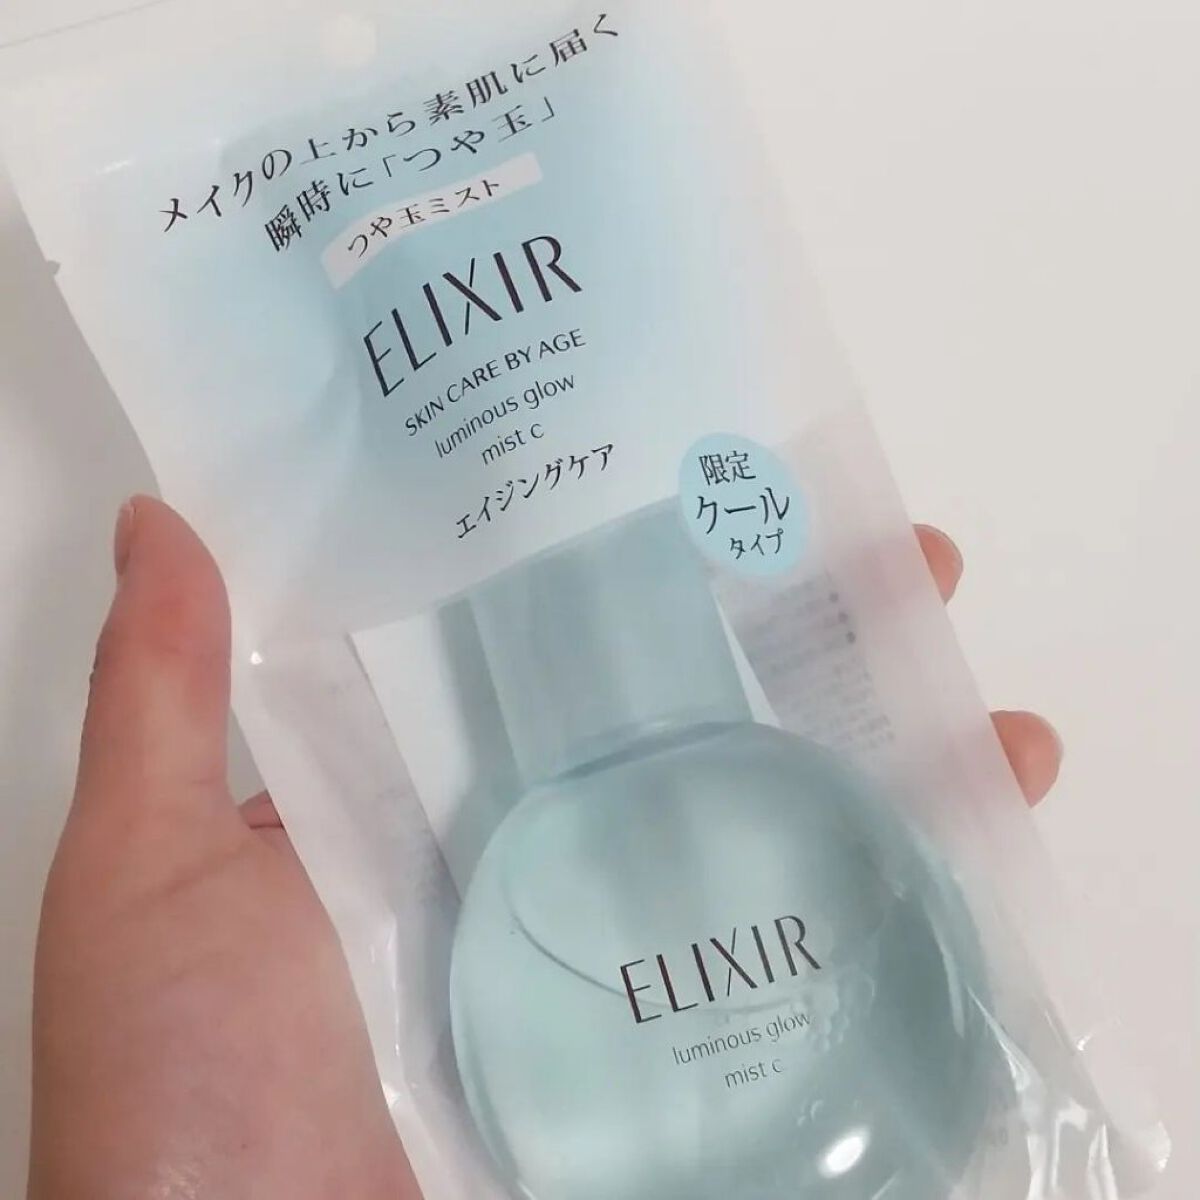 メイクの上から素肌に届く
瞬時に「つや玉」
つや玉ミスト
ELIXIR
SKIN CARE BY AGE
luminous glow
mist c
エイジングケア
限定
クール
タイプ
ELIXIR
luminous glow
mist c